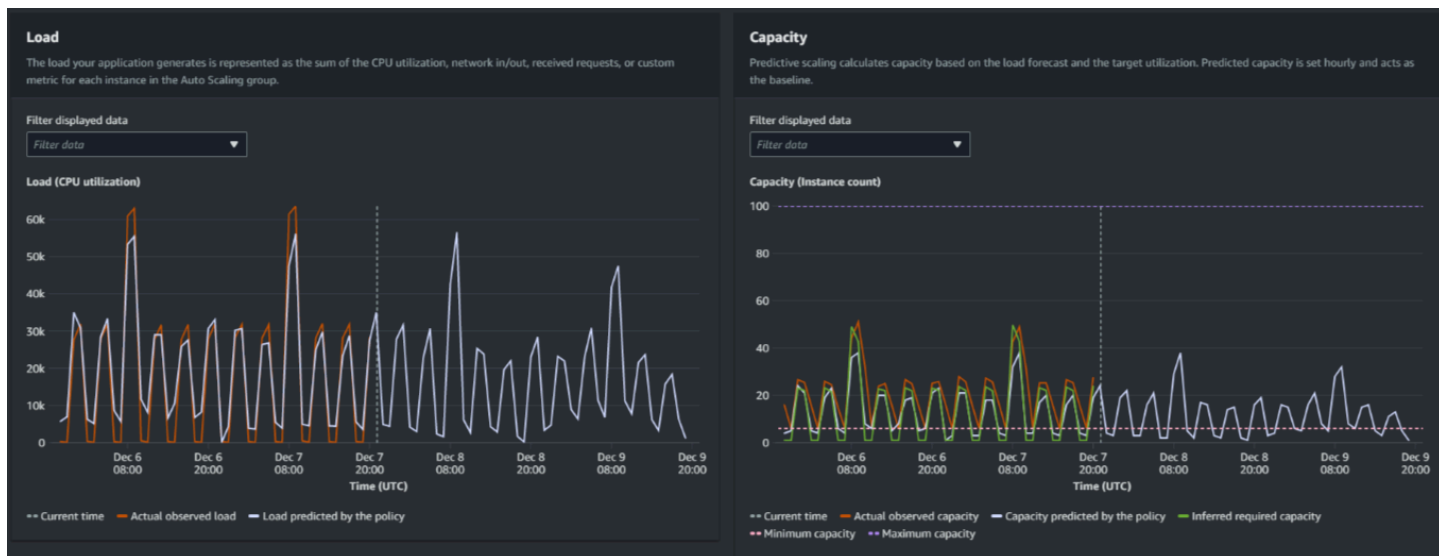 Load
The load your application generates is represented as the sum of the CPU utilization, network in/out, received requests, or custom
metric for each instance in the Auto Scaling group.
Filter displayed data
Filter data
Load (CPU utilization)
60k
50k
40k
30k
20k
10k
0
Dec 6 Dec 6 Dec 7 Dec 7 Dec 8 Dec 8 Dec 9 Dec 9
08:00 20:00 08:00 20:00 08:00 20:00 08:00 20:00
Time (UTC)
Current time Actual observed load Load predicted by the policy
Capacity
Predictive scaling calculates capacity based on the load forecast and the target utilization. Predicted capacity is set hourly and acts as
the baseline.
Filter displayed data
Filter data
Capacity (Instance count)
100
80
60
40
20
0
Dec 6 Dec 6 Dec 7 Dec 7 Dec 8 Dec 8 Dec 9 Dec 9
08:00 20:00 08:00 20:00 08:00 20:00 08:00 20:00
Time (UTC)
Current time Actual observed capacity Capacity predicted by the policy Inferred required capacity
Minimum capacity Maximum capacity